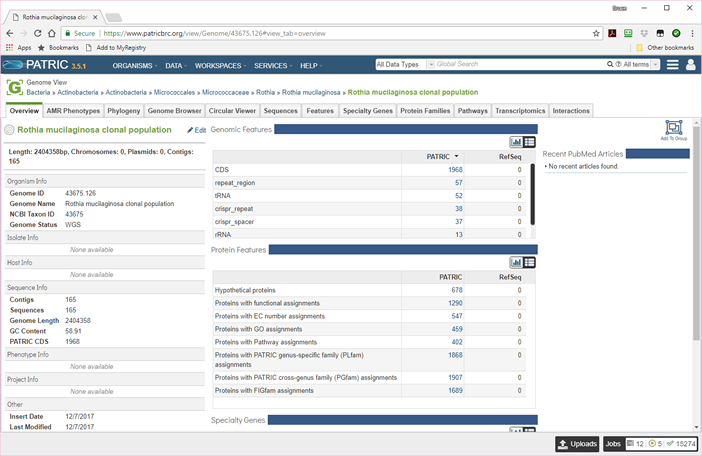 Rothia mucilaginosa clonal
Bruce
Secure https://www.patricbrc.org/view/Genome/43675.126#view_tab=overview
Apps Bookmarks Add to MyRegistry Other bookmarks
PATRIC 3.5.1 ORGANISMS DATA WORKSPACES SERVICES HELP All Data Types Global Search All terms
Genome View
Bacteria » Actinobacteria » Actinobacteria » Micrococcales » Micrococcaceae » Rothia » Rothia mucilaginosa » Rothia mucilaginosa clonal population
Overview AMR Phenotypes Phylogeny Genome Browser Circular Viewer Sequences Features Specialty Genes Protein Families Pathways Transcriptomics Interactions
Rothia mucilaginosa clonal population Edit
Length: 2404358bp, Chromosomes: 0, Plasmids: 0, Contigs: 165
Organism Info
Genome ID 43675.126
Genome Name Rothia mucilaginosa clonal population
NCBI Taxon ID 43675
Genome Status WGS
Isolate Info
None available
Host Info
None available
Sequence Info
Contigs 165
Sequences 165
Genome Length 2404358
GC Content 58.91
PATRIC CDS 1968
Phenotype Info
None available
Project Info
None available
Other
Insert Date 12/7/2017
Last Modified 12/7/2017
Genomic Features
PATRIC RefSeq
CDS 1968 0
repeat_region 57 0
tRNA 52 0
crispr_repeat 38 0
crispr_spacer 37 0
rRNA 13 0
Protein Features
PATRIC RefSeq
Hypothetical proteins 678 0
Proteins with functional assignments 1290 0
Proteins with EC number assignments 547 0
Proteins with GO assignments 459 0
Proteins with Pathway assignments 402 0
Proteins with PATRIC genus-specific family (PLfam) 1868 0
assignments
Proteins with PATRIC cross-genus family (PGfam) assignments 1907 0
Proteins with FIGfam assignments 1689 0
Specialty Genes
Add To Group
Recent PubMed Articles
• No recent articles found.
Uploads Jobs 12 5 15274